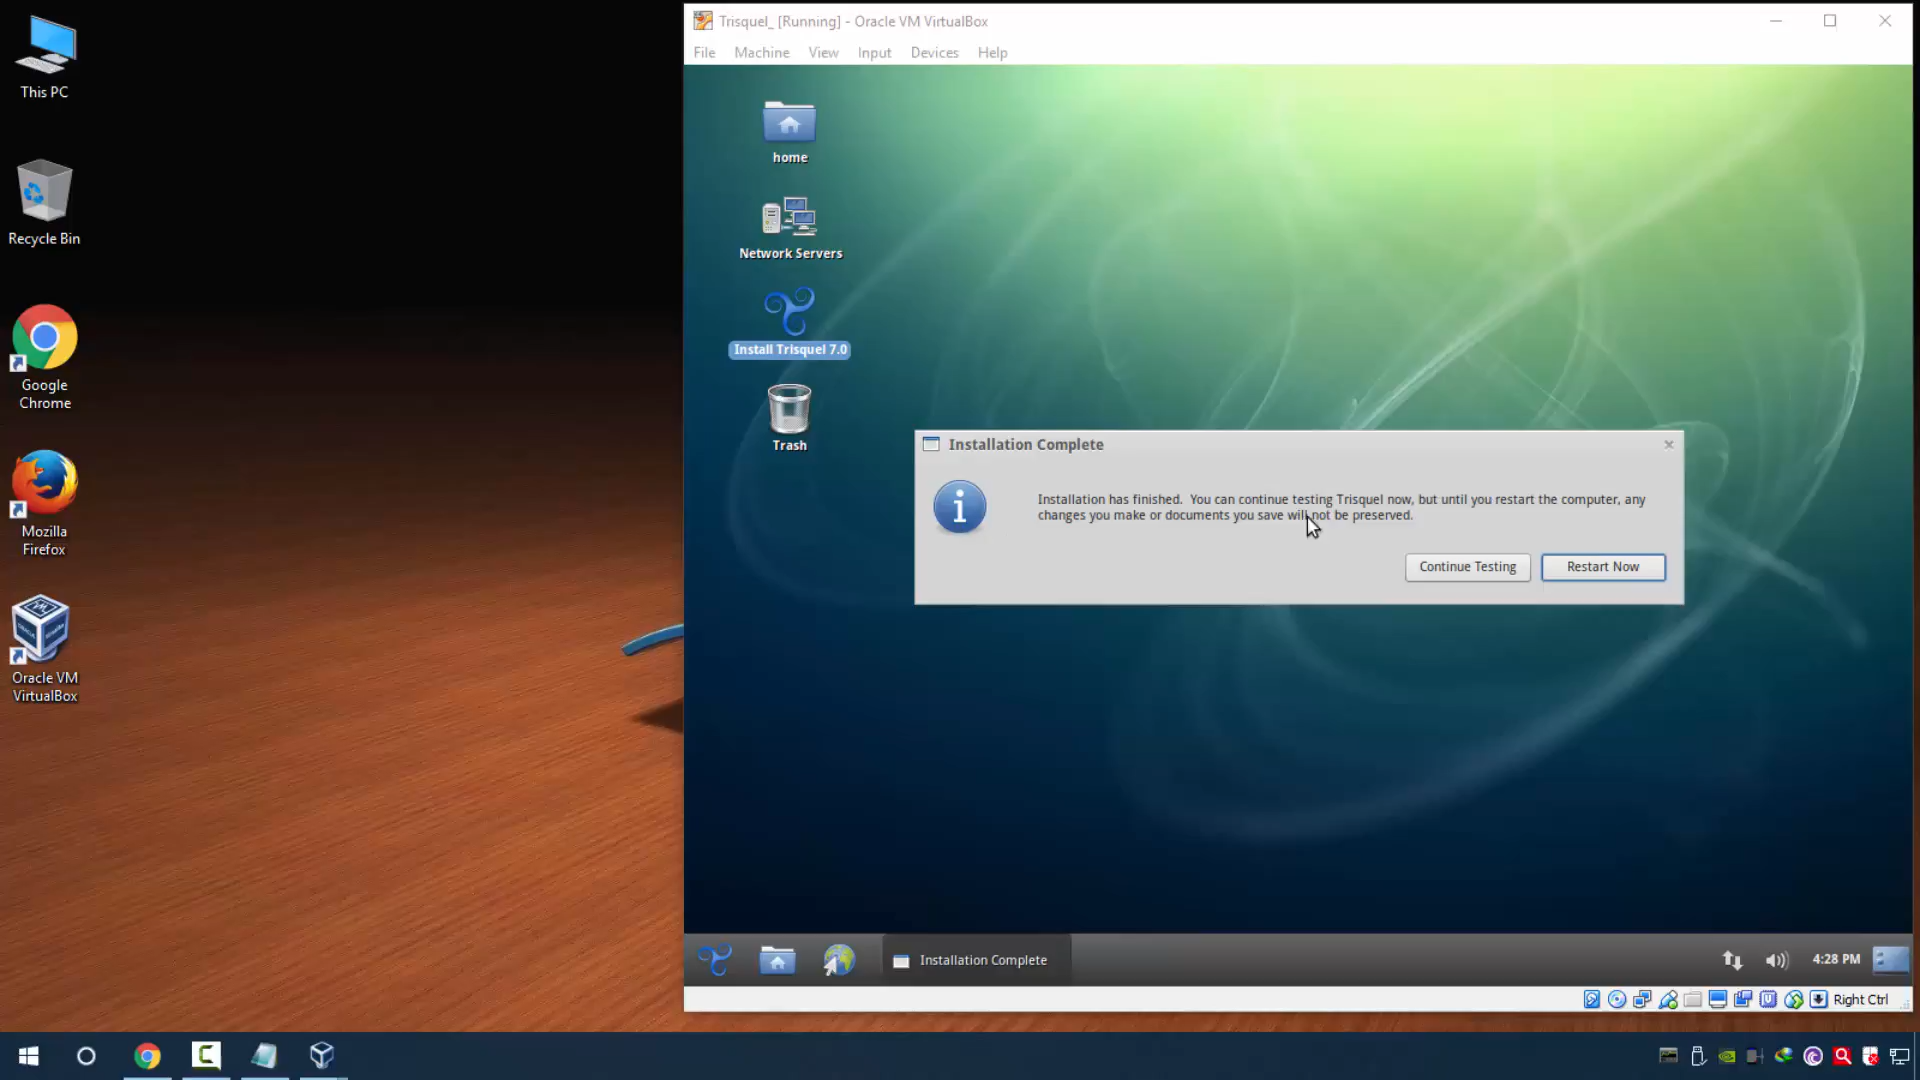 This PC
Recycle Bin
Google
Chrome
Mozilla
Firefox
Oracle VM
VirtualBox
Trisquel_ [Running] - Oracle VM VirtualBox
File Machine View Input Devices Help
home
Network Servers
Install Trisquel 7.0
Trash
Installation Complete
Installation has finished. You can continue testing Trisquel now, but until you restart the computer, any
changes you make or documents you save will not be preserved.
Continue Testing Restart Now
Installation Complete
4:28 PM
Right Ctrl